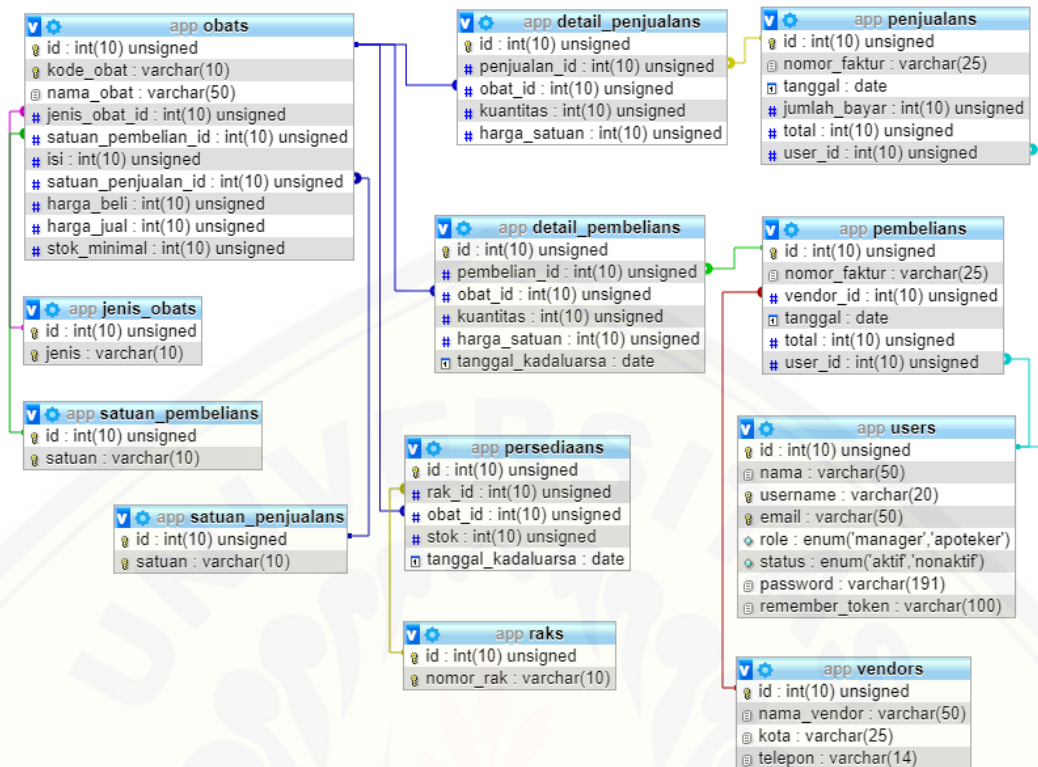 app obats
id : int(10) unsigned
kode_obat : varchar(10)
nama_obat : varchar(50)
jenis_obat_id : int(10) unsigned
satuan_pembelian_id : int(10) unsigned
isi : int(10) unsigned
satuan_penjualan_id : int(10) unsigned
harga_beli : int(10) unsigned
harga_jual : int(10) unsigned
stok_minimal : int(10) unsigned
app jenis_obats
id : int(10) unsigned
jenis : varchar(10)
app satuan_pembelians
id : int(10) unsigned
satuan : varchar(10)
app satuan_penjualans
id : int(10) unsigned
satuan : varchar(10)
app detail_penjualans
id : int(10) unsigned
penjualan_id : int(10) unsigned
obat_id : int(10) unsigned
kuantitas : int(10) unsigned
harga_satuan : int(10) unsigned
app detail_pembelians
id : int(10) unsigned
pembelian_id : int(10) unsigned
obat_id : int(10) unsigned
kuantitas : int(10) unsigned
harga_satuan : int(10) unsigned
tanggal_kadaluarsa : date
app persediaans
id : int(10) unsigned
rak_id : int(10) unsigned
obat_id : int(10) unsigned
stok : int(10) unsigned
tanggal_kadaluarsa : date
app raks
id : int(10) unsigned
nomor_rak : varchar(10)
app penjualans
id : int(10) unsigned
nomor_faktur : varchar(25)
tanggal : date
jumlah_bayar : int(10) unsigned
total : int(10) unsigned
user_id : int(10) unsigned
app pembelians
id : int(10) unsigned
nomor_faktur : varchar(25)
vendor_id : int(10) unsigned
tanggal : date
total : int(10) unsigned
user_id : int(10) unsigned
app users
id : int(10) unsigned
nama : varchar(50)
username : varchar(20)
email : varchar(50)
role : enum('manager','apoteker')
status : enum('aktif','nonaktif')
password : varchar(191)
remember_token : varchar(100)
app vendors
id : int(10) unsigned
nama_vendor : varchar(50)
kota : varchar(25)
telepon : varchar(14)